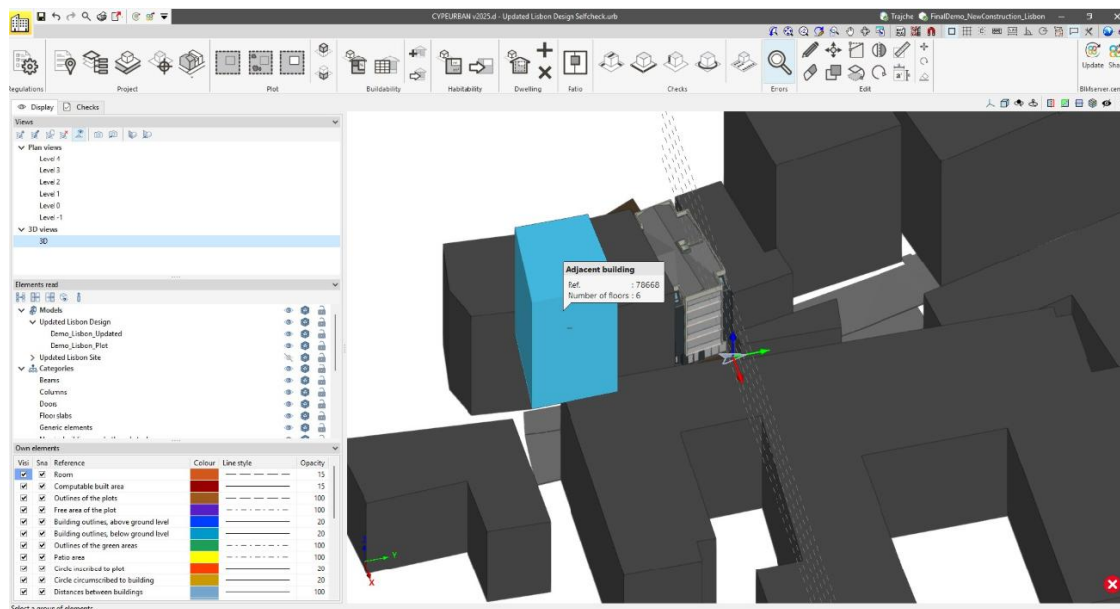 CYPEURBAN v2025.d - Updated Lisbon Design Selfcheck.urb
Trajche
FinalDemo_NewConstruction_Lisbon
Regulations
Project
Plot
Buildability
Habitability
Dwelling
Patio
Checks
Errors
Edit
Update Sha
Display
Checks
Views
Plan views
Level 4
Level 3
Level 2
Level 1
Level 0
Level -1
3D views
3D
Elements read
Models
Updated Lisbon Design
Demo_Lisbon_Updated
Demo_Lisbon_Plot
Updated Lisbon Site
Categories
Beams
Columns
Doors
Floor slabs
Generic elements
Own elements
Visi Sna Reference Colour Line style Opacity
Room 15
Computable built area 15
Outlines of the plots 100
Free area of the plot 100
Building outlines, above ground level 20
Building outlines, below ground level 20
Outlines of the green areas 100
Patio area 100
Circle inscribed to plot 20
Circle circumscribed to building 20
Distances between buildings 100
Select a group of elements
Adjacent building
Ref. : 78668
Number of floors : 6
Z
Y
X